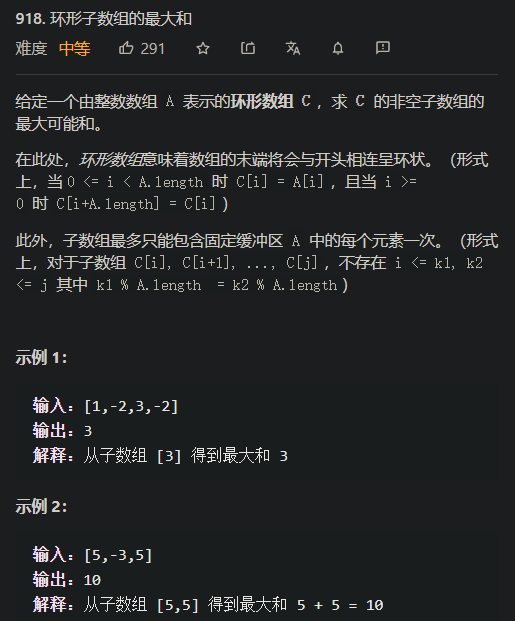 918. 环形子数组的最大和
难度 中等 291
给定一个由整数数组 A 表示的环形数组 C ，求 C 的非空子数组的
最大可能和。
在此处，环形数组意味着数组的末端将会与开头相连呈环状。（形式
上，当0 <= i < A.length 时 C[i] = A[i]，且当 i >=
0 时 C[i+A.length] = C[i]）
此外，子数组最多只能包含固定缓冲区 A 中的每个元素一次。（形式
上，对于子数组 C[i], C[i+1], ..., C[j]，不存在 i <= k1, k2
<= j 其中 k1 % A.length = k2 % A.length）
示例 1：
输入：[1,-2,3,-2]
输出：3
解释：从子数组 [3] 得到最大和 3
示例 2：
输入：[5,-3,5]
输出：10
解释：从子数组 [5,5] 得到最大和 5 + 5 = 10